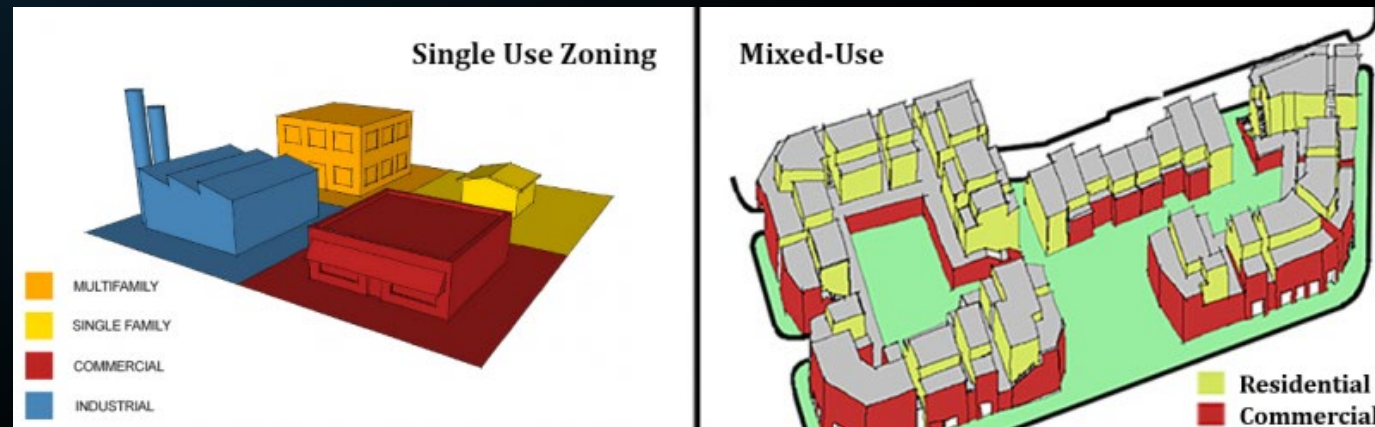 Single Use Zoning
MULTIFAMILY
SINGLE FAMILY
COMMERCIAL
INDUSTRIAL
Mixed-Use
Residential
Commercial